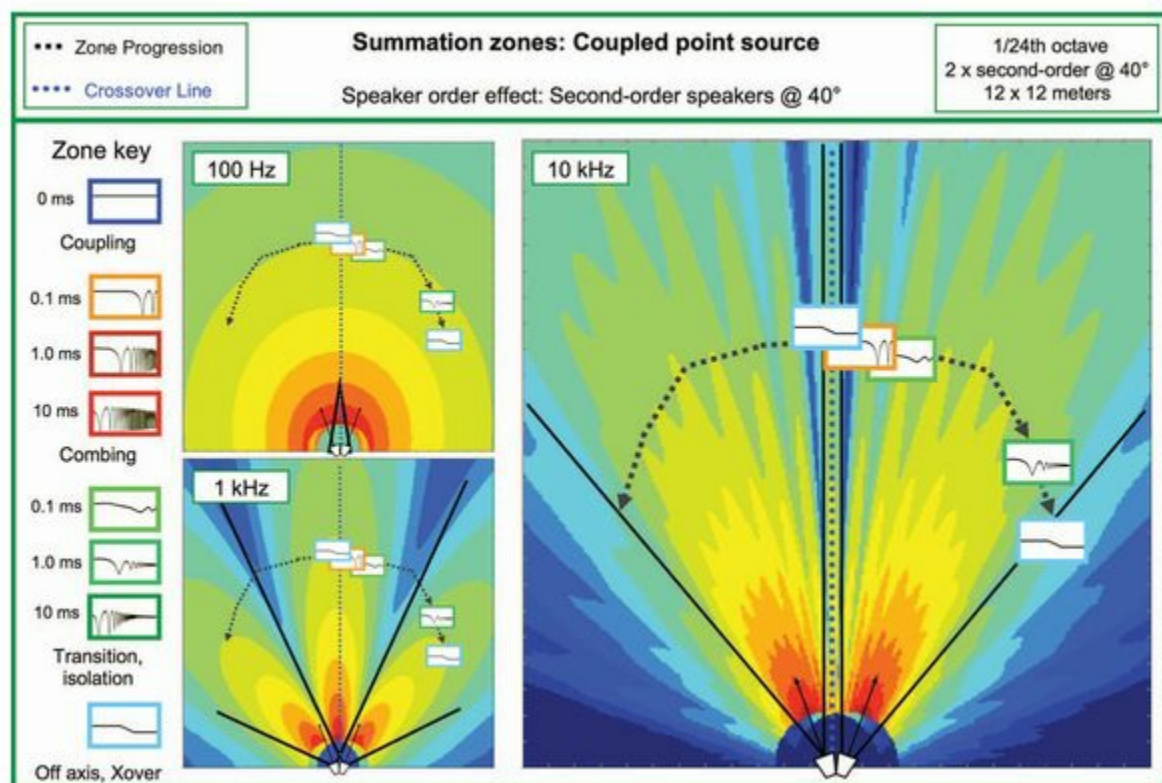 Zone Progression
Crossover Line
Summation zones: Coupled point source
Speaker order effect: Second-order speakers @ 40°
1/24th octave
2 x second-order @ 40°
12 x 12 meters
Zone key
0 ms
Coupling
0.1 ms
1.0 ms
10 ms
Combing
0.1 ms
1.0 ms
10 ms
Transition,
isolation
Off axis, Xover
100 Hz
1 kHz
10 kHz